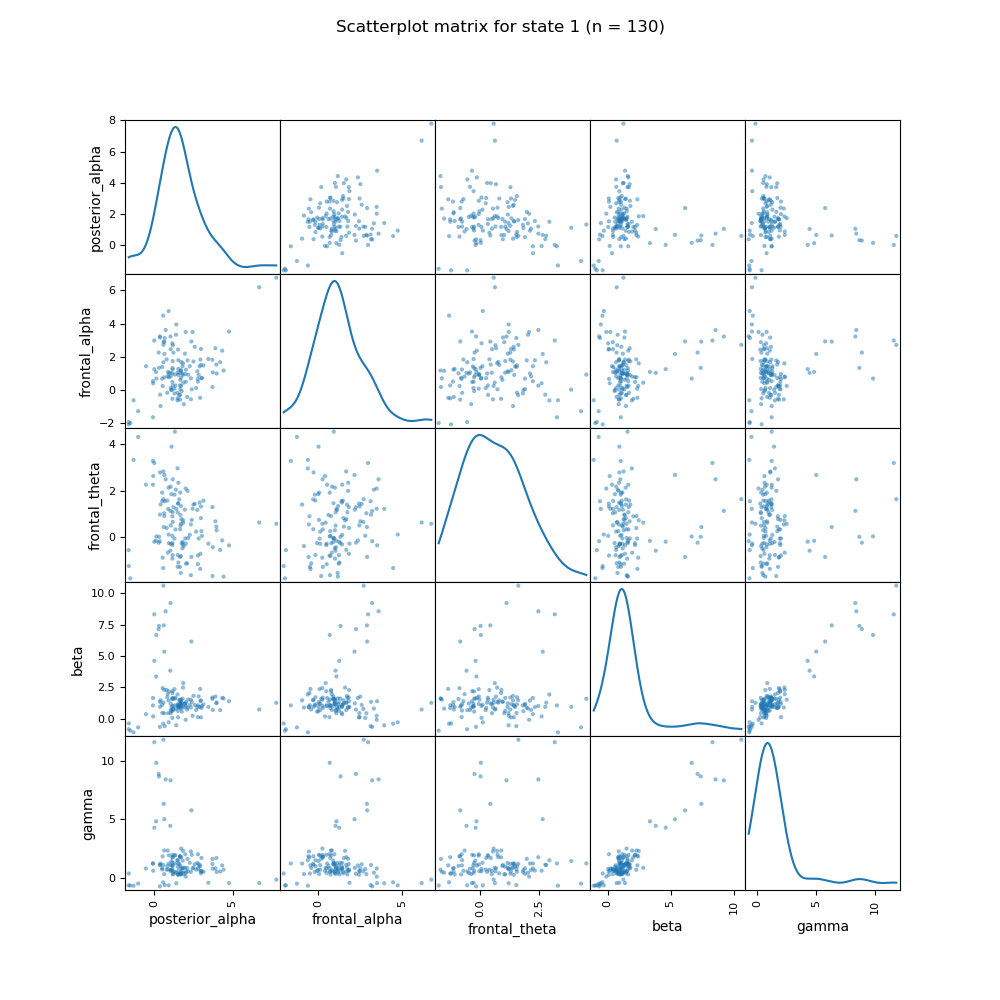 Scatterplot matrix for state 1 (n = 130)
8
6
4
2
0
posterior_alpha
6
4
2
0
−2
frontal_alpha
4
2
0
frontal_theta
10.0
7.5
5.0
2.5
0.0
beta
10
5
0
gamma
0 5 0 5 0.0 2.5 0 5 10 0 5 10
posterior_alpha frontal_alpha frontal_theta beta gamma